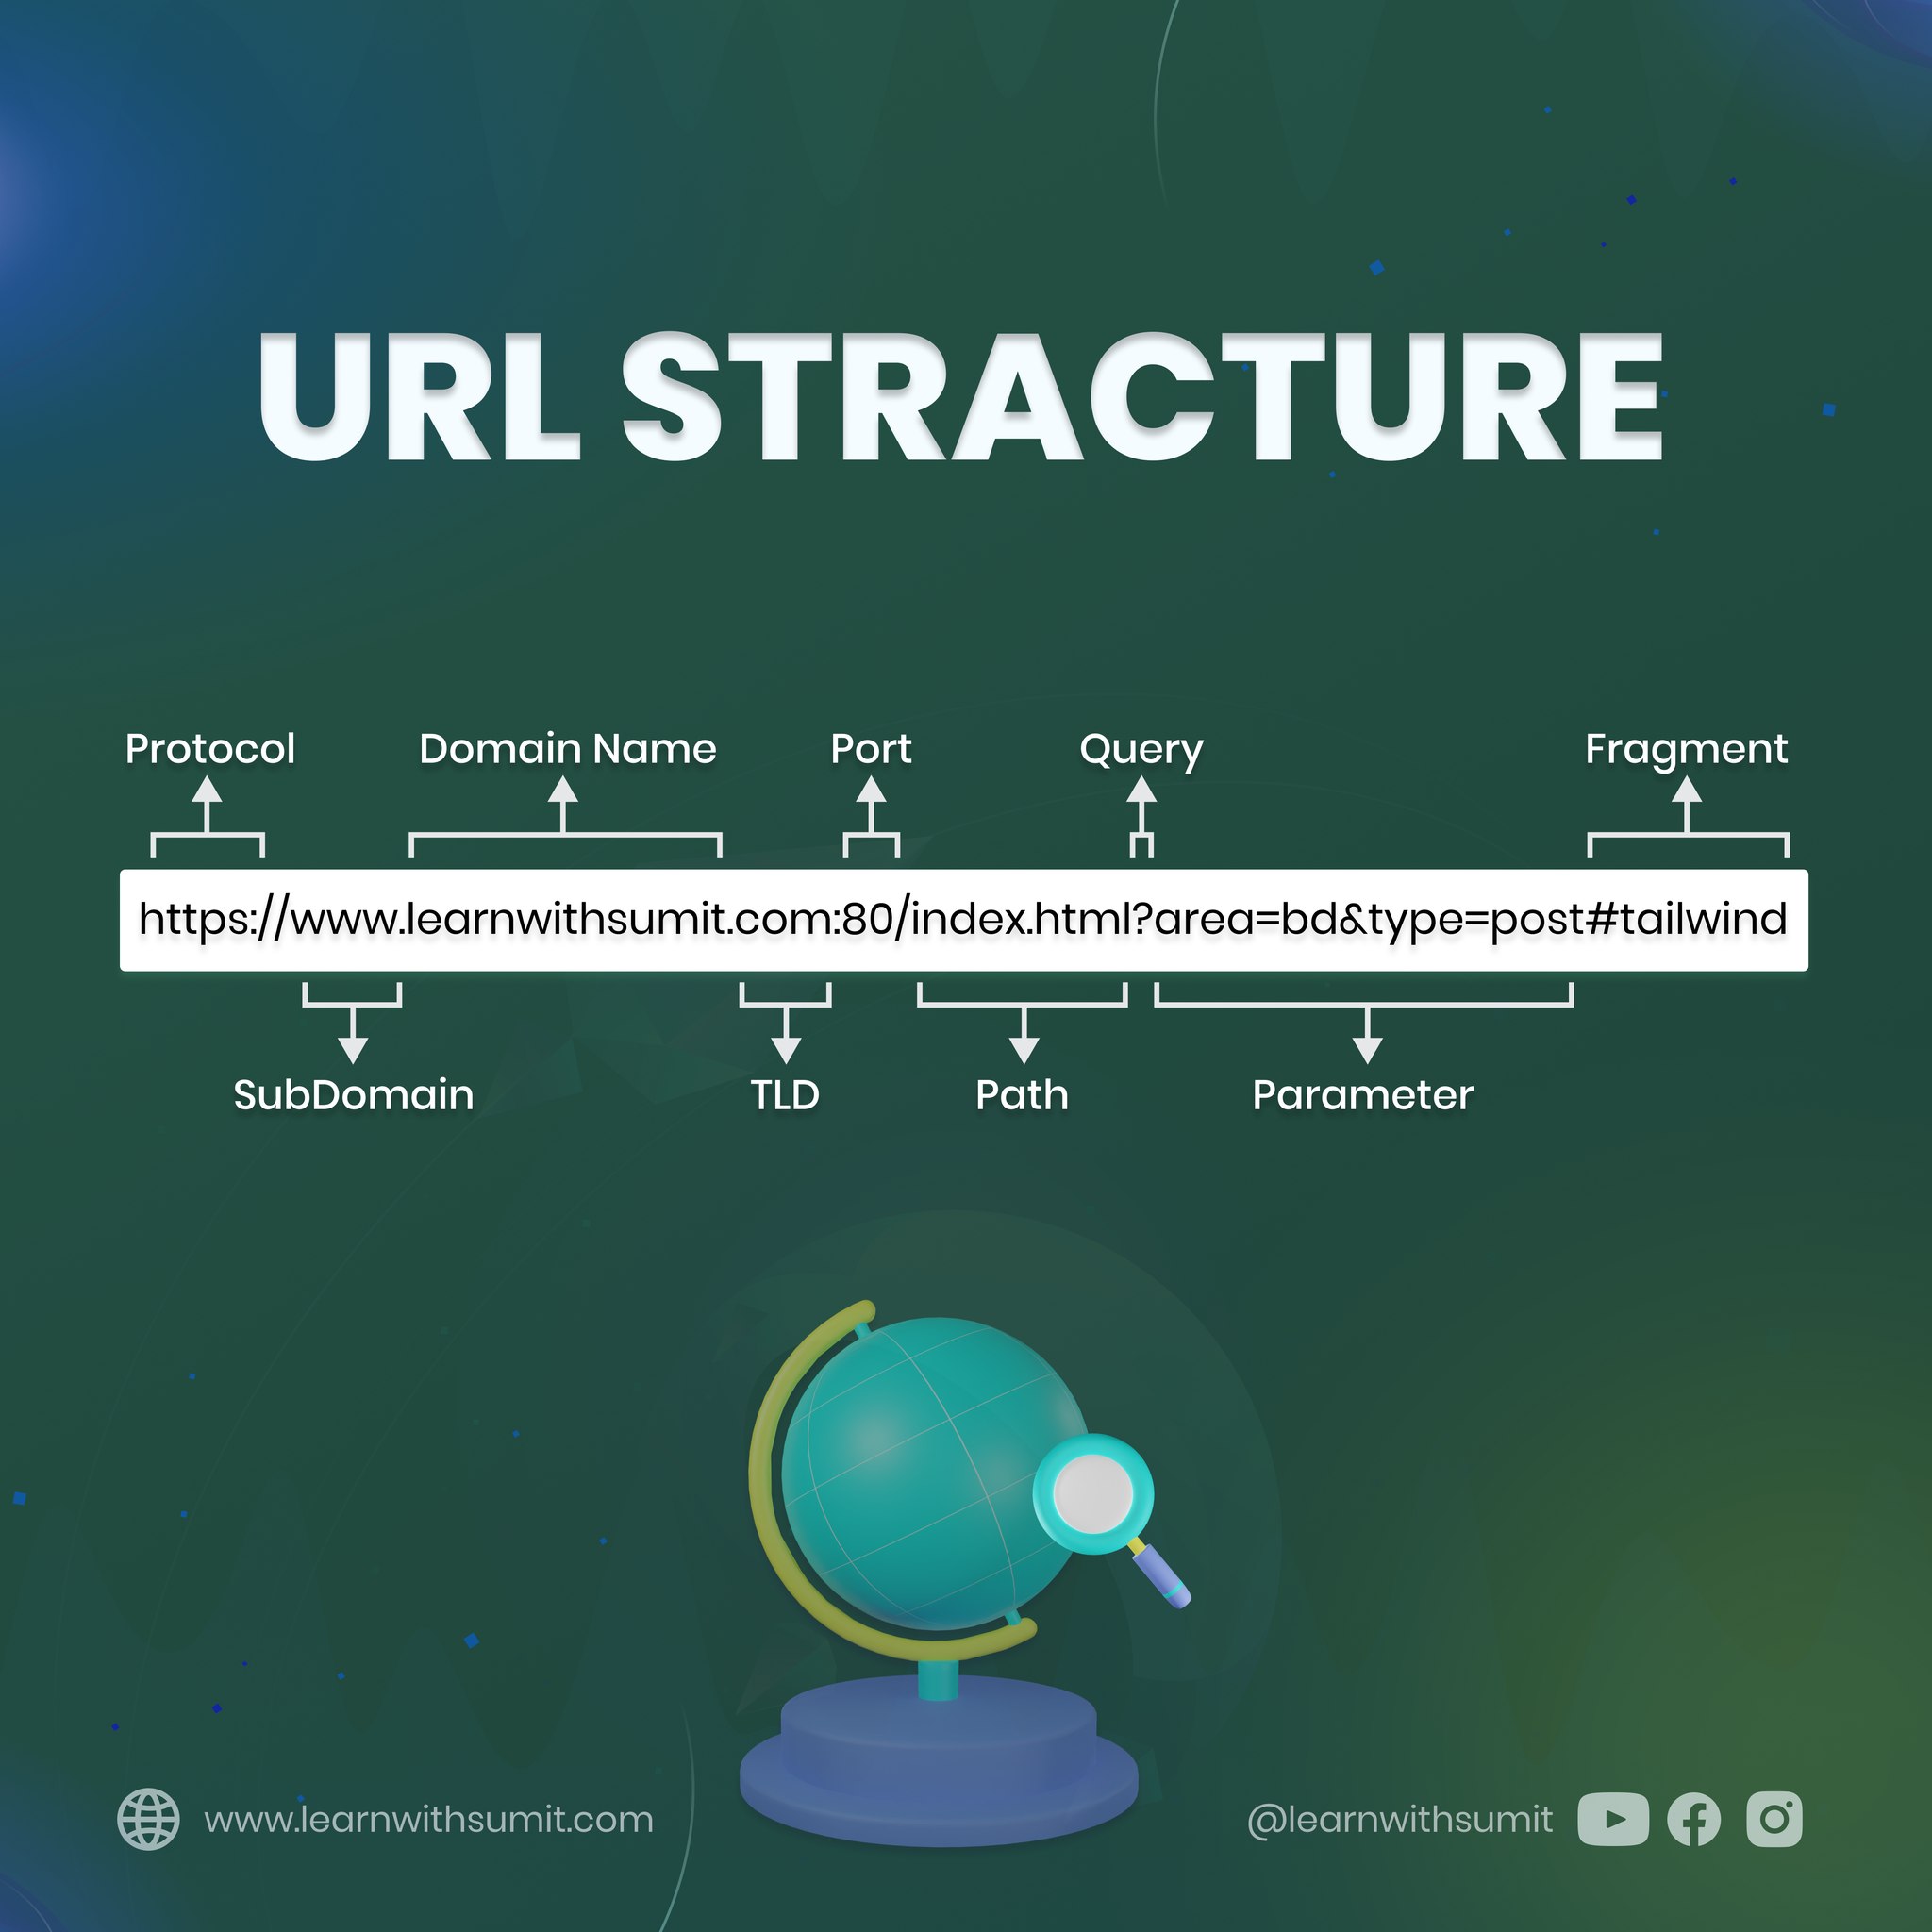 URL STRACTURE
Protocol Domain Name Port Query Fragment
https://www.learnwithsumit.com:80/index.html?area=bd&type=post#tailwind
SubDomain TLD Path Parameter
www.learnwithsumit.com @learnwithsumit